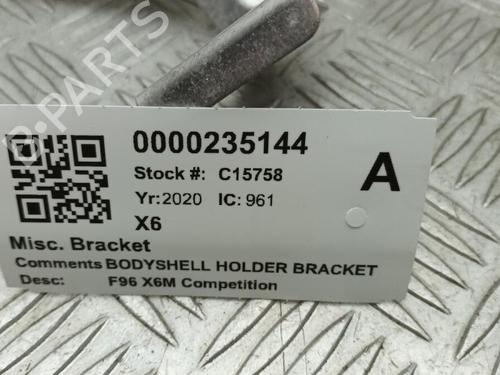 0000235144
Stock #: C15758
A
Yr: 2020 IC: 961
X6
Misc. Bracket
Comments BODYSHELL HOLDER BRACKET
Desc: F96 X6M Competition
B-Parts